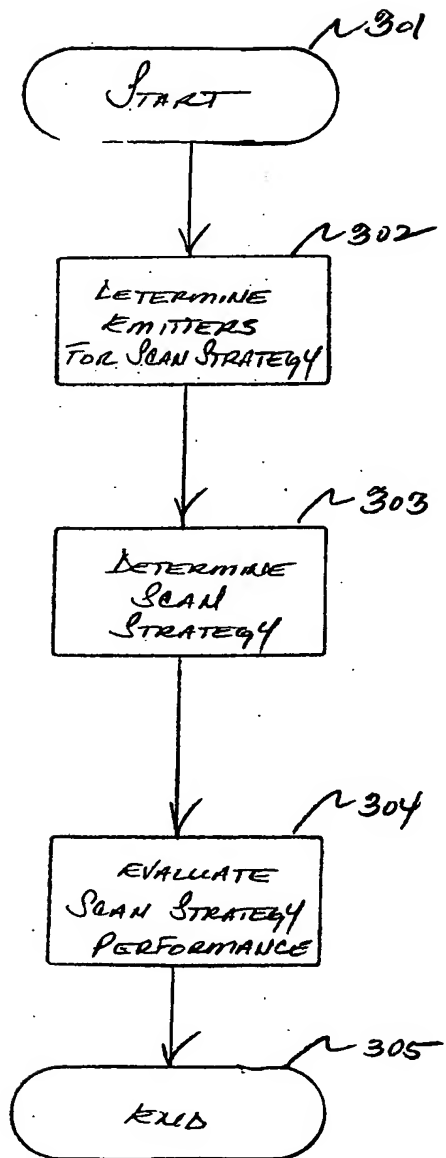 301
START
302
DETERMINE
EMITTERS
FOR SCAN STRATEGY
303
DETERMINE
SCAN
STRATEGY
304
EVALUATE
SCAN STRATEGY
PERFORMANCE
305
END